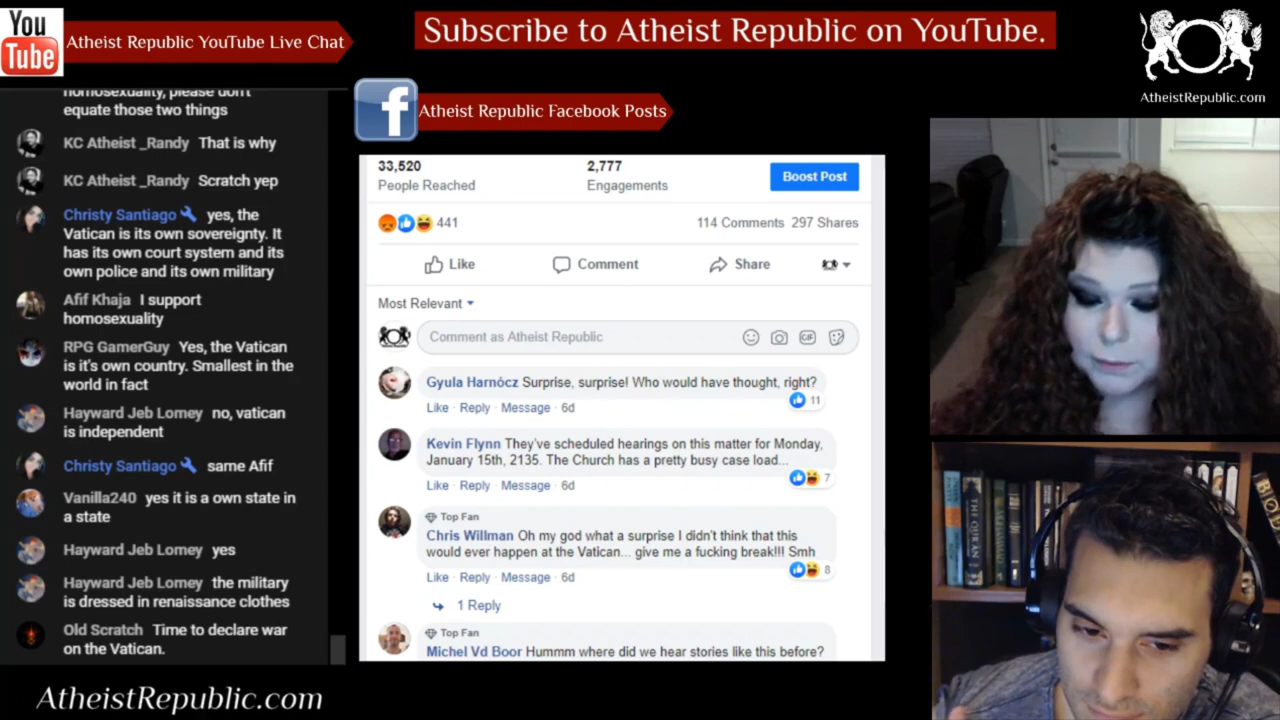 You
Tube
Atheist Republic YouTube Live Chat
Subscribe to Atheist Republic on YouTube.
AtheistRepublic.com
f
Atheist Republic Facebook Posts
homosexuality, please don't
equate those two things
KC Atheist _Randy That is why
KC Atheist _Randy Scratch yep
Christy Santiago yes, the
Vatican is its own sovereignty. It
has its own court system and its
own police and its own military
Afif Khaja I support
homosexuality
RPG GamerGuy Yes, the Vatican
is it's own country. Smallest in the
world in fact
Hayward Jeb Lomey no, vatican
is independent
Christy Santiago same Afif
Vanilla240 yes it is a own state in
a state
Hayward Jeb Lomey yes
Hayward Jeb Lomey the military
is dressed in renaissance clothes
Old Scratch Time to declare war
on the Vatican.
33,520
People Reached
2,777
Engagements
Boost Post
441
114 Comments 297 Shares
Like
Comment
Share
Most Relevant
Comment as Atheist Republic
GIF
Gyula Harnócz Surprise, surprise! Who would have thought, right?
11
Like · Reply · Message · 6d
Kevin Flynn They've scheduled hearings on this matter for Monday,
January 15th, 2135. The Church has a pretty busy case load...
7
Like · Reply · Message · 6d
Top Fan
Chris Willman Oh my god what a surprise I didn't think that this
would ever happen at the Vatican... give me a fucking break!!! Smh
8
Like · Reply · Message · 6d
1 Reply
Top Fan
Michel Vd Boor Hummm where did we hear stories like this before?
THE QURAN
AtheistRepublic.com